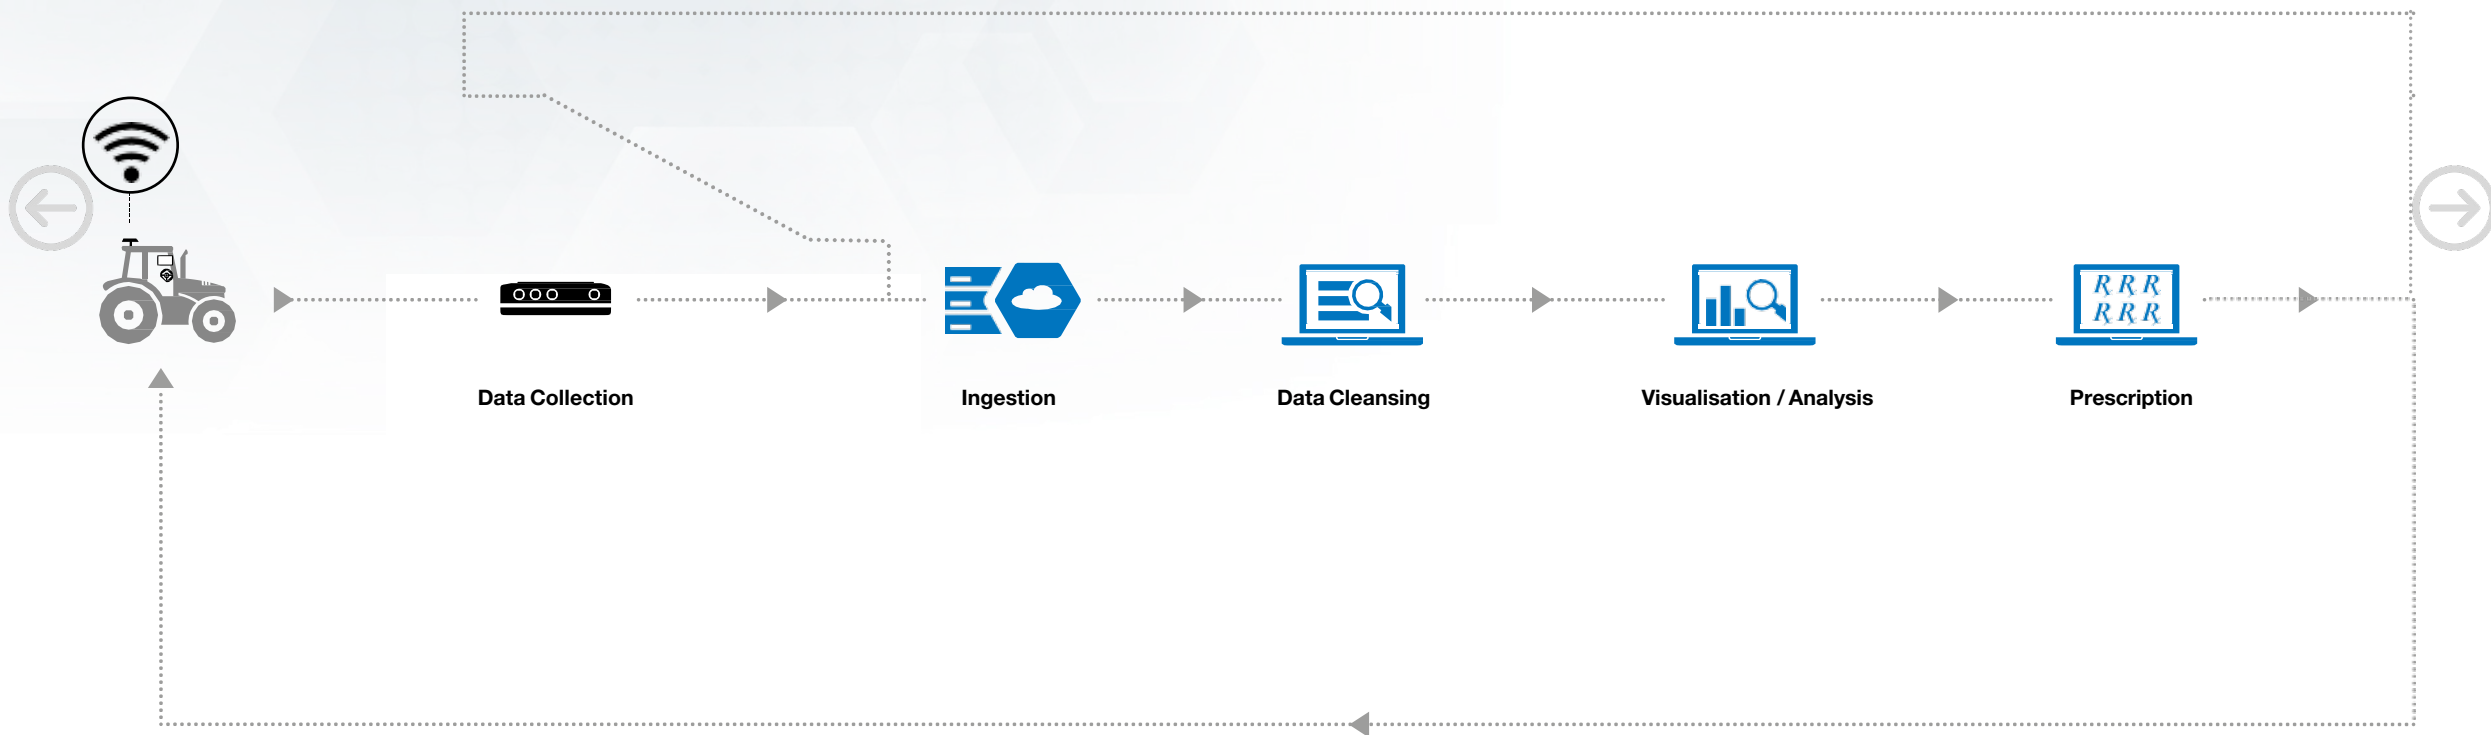 R R R
R R R
Data Collection
Ingestion
Data Cleansing
Visualisation / Analysis
Prescription